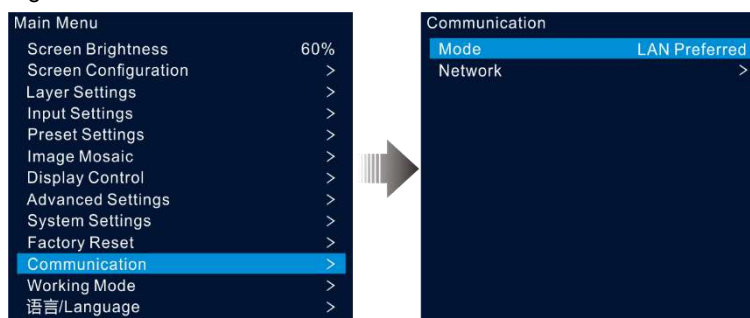 Main Menu
Screen Brightness 60%
Screen Configuration >
Layer Settings >
Input Settings >
Preset Settings >
Image Mosaic >
Display Control >
Advanced Settings >
System Settings >
Factory Reset >
Communication >
Working Mode >
语言/Language >
Communication
Mode LAN Preferred
Network >